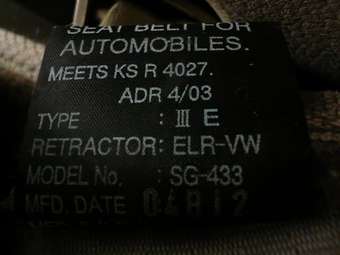 SEAT BELT FOR
AUTOMOBILES.
MEETS KS R 4027.
ADR 4/03
TYPE : III E
RETRACTOR: ELR-VW
MODEL No. : SG-433
MFD. DATE 04812